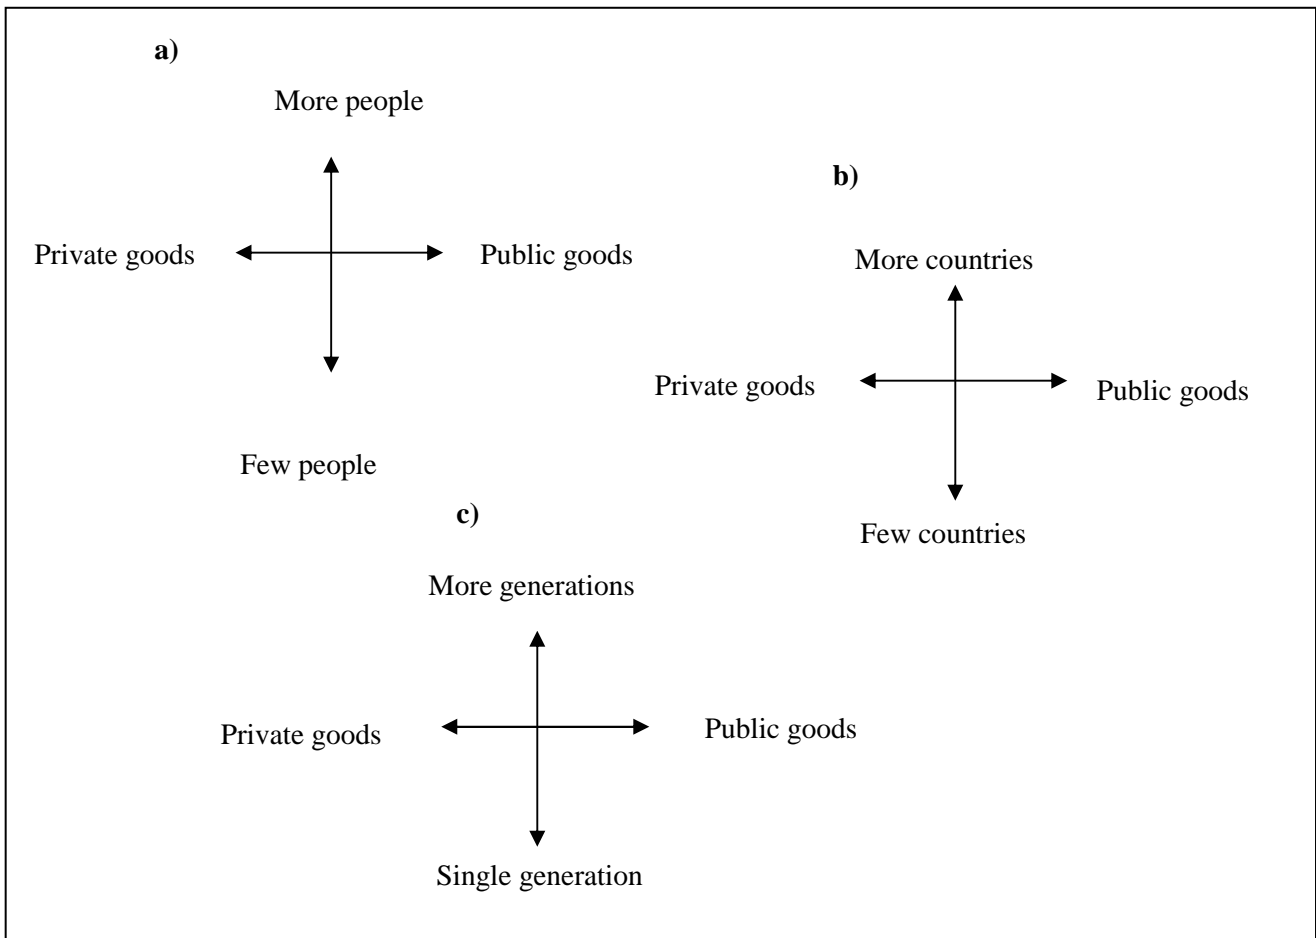 a)
More people
Private goods
Public goods
Few people
b)
More countries
Private goods
Public goods
Few countries
c)
More generations
Private goods
Public goods
Single generation